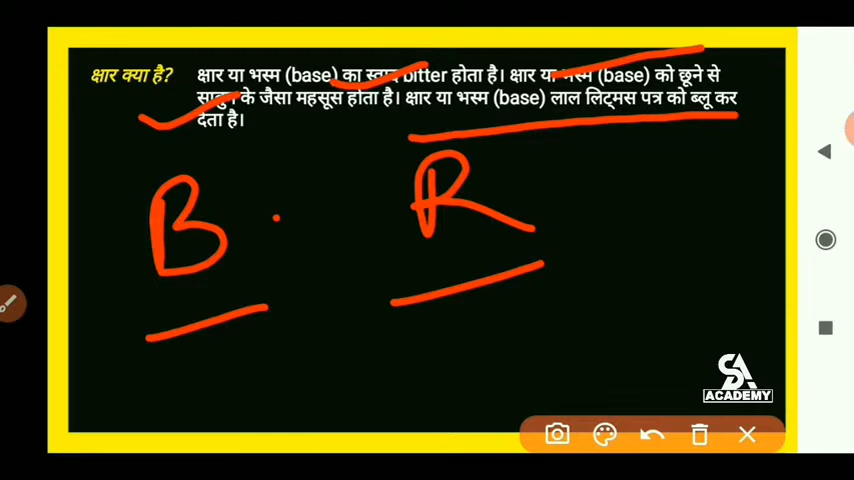 क्षार क्या है? क्षार या भस्म (base) का स्वाद bitter होता है। क्षार या भस्म (base) को छूने से
साबुन के जैसा महसूस होता है। क्षार या भस्म (base) लाल लिट्मस पत्र को ब्लू कर
देता है।
B R
SA
ACADEMY